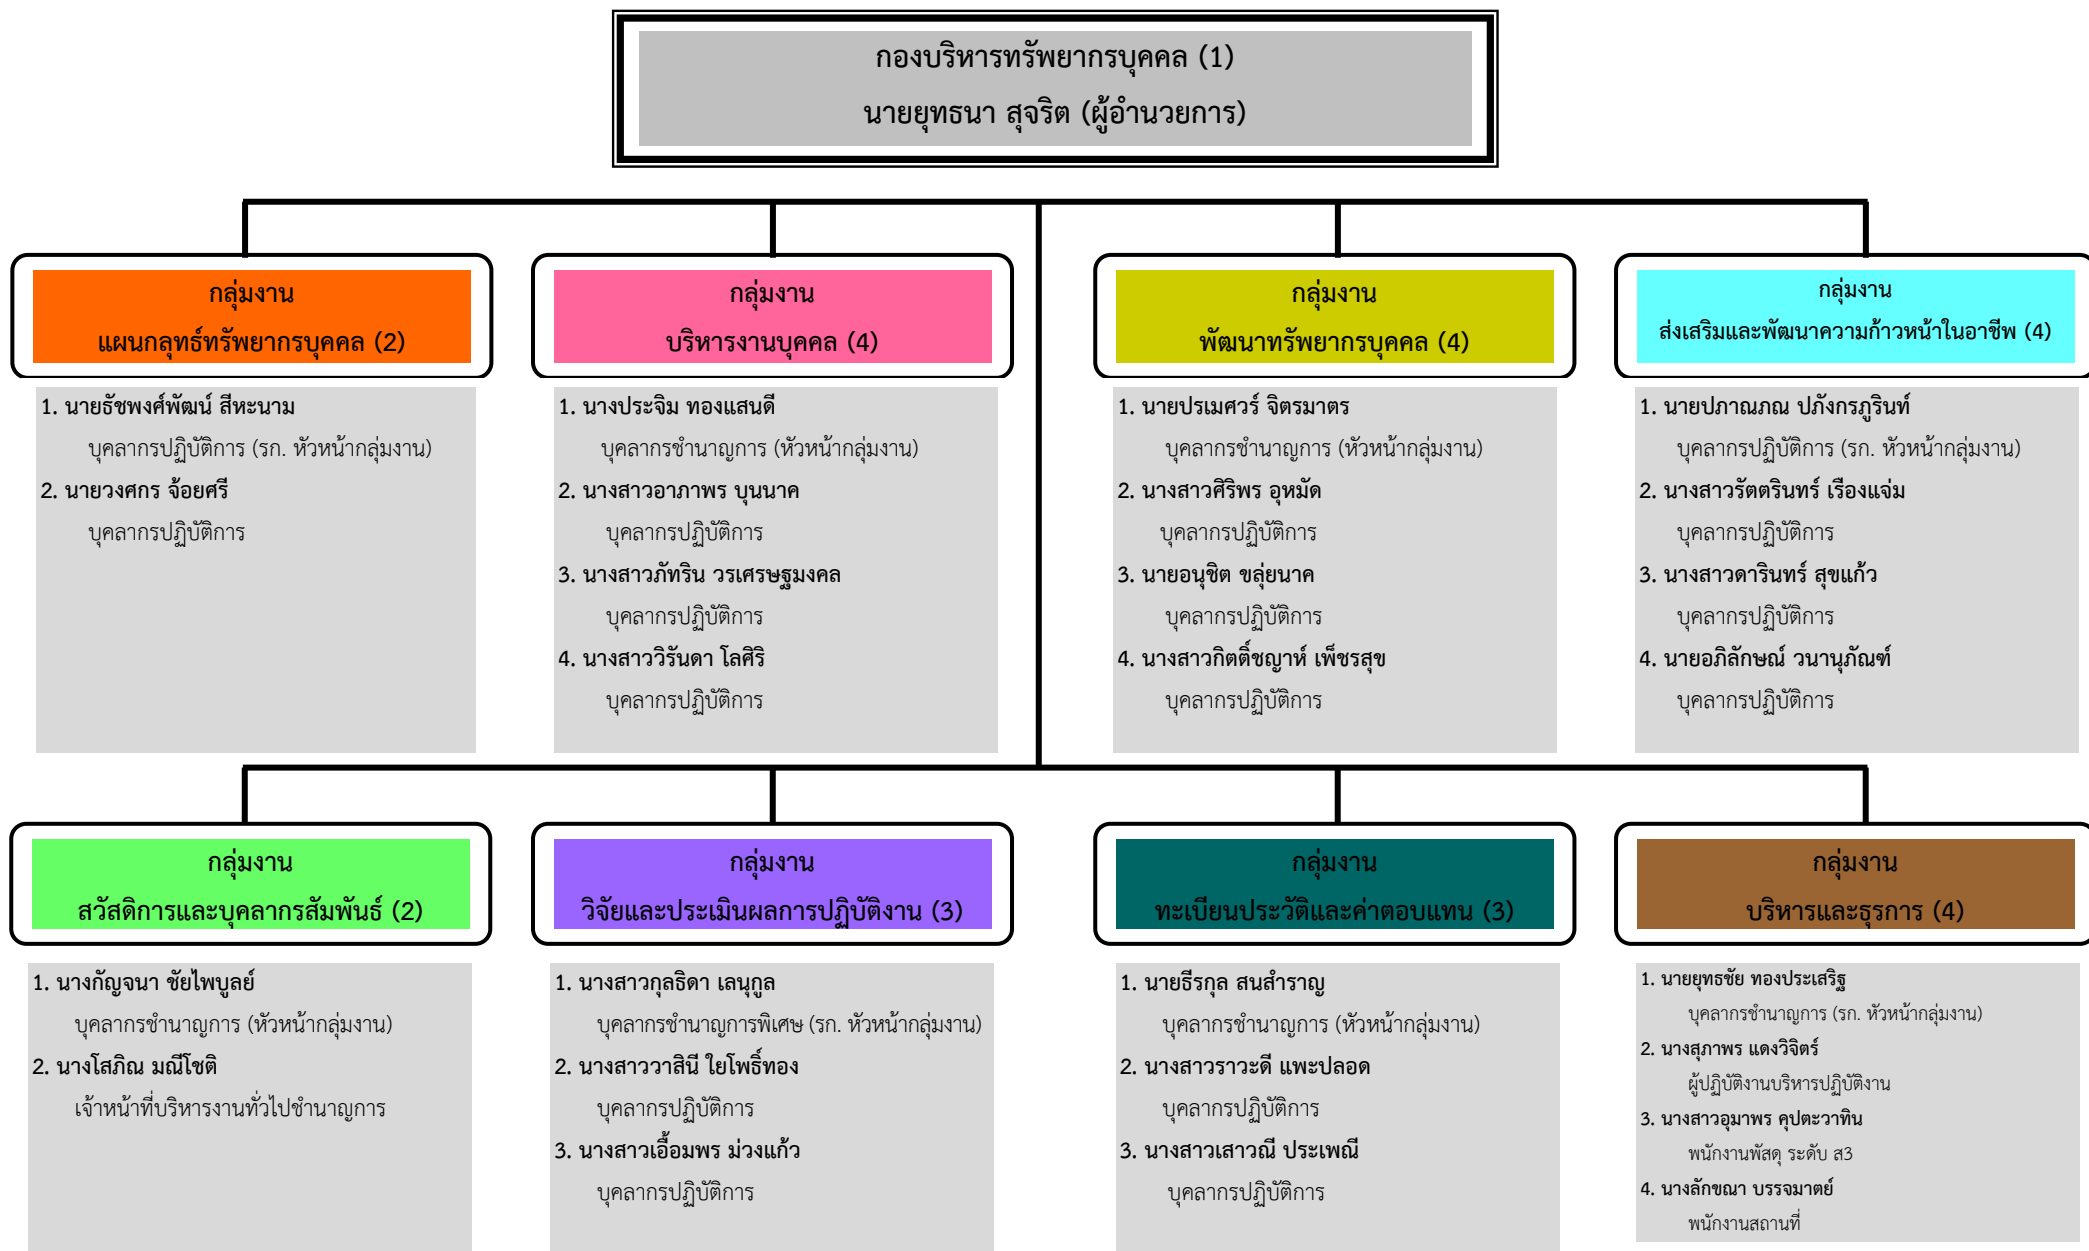 กองบริหารทรัพยากรบุคคล (1)
นายยุทธนา สุจริต (ผู้อำนวยการ)
กลุ่มงาน
แผนกลุทธ์ทรัพยากรบุคคล (2)
1. นายธัชพงศ์พัฒน์ สีหะนาม
บุคลากรปฏิบัติการ (รก. หัวหน้ากลุ่มงาน)
2. นายวงศกร จ้อยศรี
บุคลากรปฏิบัติการ
กลุ่มงาน
บริหารงานบุคคล (4)
1. นางประจิม ทองแสนดี
บุคลากรชำนาญการ (หัวหน้ากลุ่มงาน)
2. นางสาวอาภาพร บุนนาค
บุคลากรปฏิบัติการ
3. นางสาวภัทริน วรเศรษฐมงคล
บุคลากรปฏิบัติการ
4. นางสาววิรันดา โลศิริ
บุคลากรปฏิบัติการ
กลุ่มงาน
พัฒนาทรัพยากรบุคคล (4)
1. นายปรเมศวร์ จิตรมาตร
บุคลากรชำนาญการ (หัวหน้ากลุ่มงาน)
2. นางสาวศิริพร อุหมัด
บุคลากรปฏิบัติการ
3. นายอนุชิต ขลุ่ยนาค
บุคลากรปฏิบัติการ
4. นางสาวกิตติ์ชญาห์ เพ็ชรสุข
บุคลากรปฏิบัติการ
กลุ่มงาน
ส่งเสริมและพัฒนาความก้าวหน้าในอาชีพ (4)
1. นายปภาณภณ ปภังกรภูรินท์
บุคลากรปฏิบัติการ (รก. หัวหน้ากลุ่มงาน)
2. นางสาวรัตตรินทร์ เรืองแจ่ม
บุคลากรปฏิบัติการ
3. นางสาวดารินทร์ สุขแก้ว
บุคลากรปฏิบัติการ
4. นายอภิลักษณ์ วนานุภัณฑ์
บุคลากรปฏิบัติการ
กลุ่มงาน
สวัสดิการและบุคลากรสัมพันธ์ (2)
1. นางกัญจนา ชัยไพบูลย์
บุคลากรชำนาญการ (หัวหน้ากลุ่มงาน)
2. นางโสภิณ มณีโชติ
เจ้าหน้าที่บริหารงานทั่วไปชำนาญการ
กลุ่มงาน
วิจัยและประเมินผลการปฏิบัติงาน (3)
1. นางสาวกุลธิดา เลนุกูล
บุคลากรชำนาญการพิเศษ (รก. หัวหน้ากลุ่มงาน)
2. นางสาววาสินี ใยโพธิ์ทอง
บุคลากรปฏิบัติการ
3. นางสาวเอื้อมพร ม่วงแก้ว
บุคลากรปฏิบัติการ
กลุ่มงาน
ทะเบียนประวัติและค่าตอบแทน (3)
1. นายธีรกุล สนสำราญ
บุคลากรชำนาญการ (หัวหน้ากลุ่มงาน)
2. นางสาวราวะดี แพะปลอด
บุคลากรปฏิบัติการ
3. นางสาวเสาวณี ประเพณี
บุคลากรปฏิบัติการ
กลุ่มงาน
บริหารและธุรการ (4)
1. นายยุทธชัย ทองประเสริฐ
บุคลากรชำนาญการ (รก. หัวหน้ากลุ่มงาน)
2. นางสุภาพร แดงวิจิตร์
ผู้ปฏิบัติงานบริหารปฏิบัติงาน
3. นางสาวอุมาพร คุปตะวาทิน
พนักงานพัสดุ ระดับ ส3
4. นางลักขณา บรรจมาตย์
พนักงานสถานที่